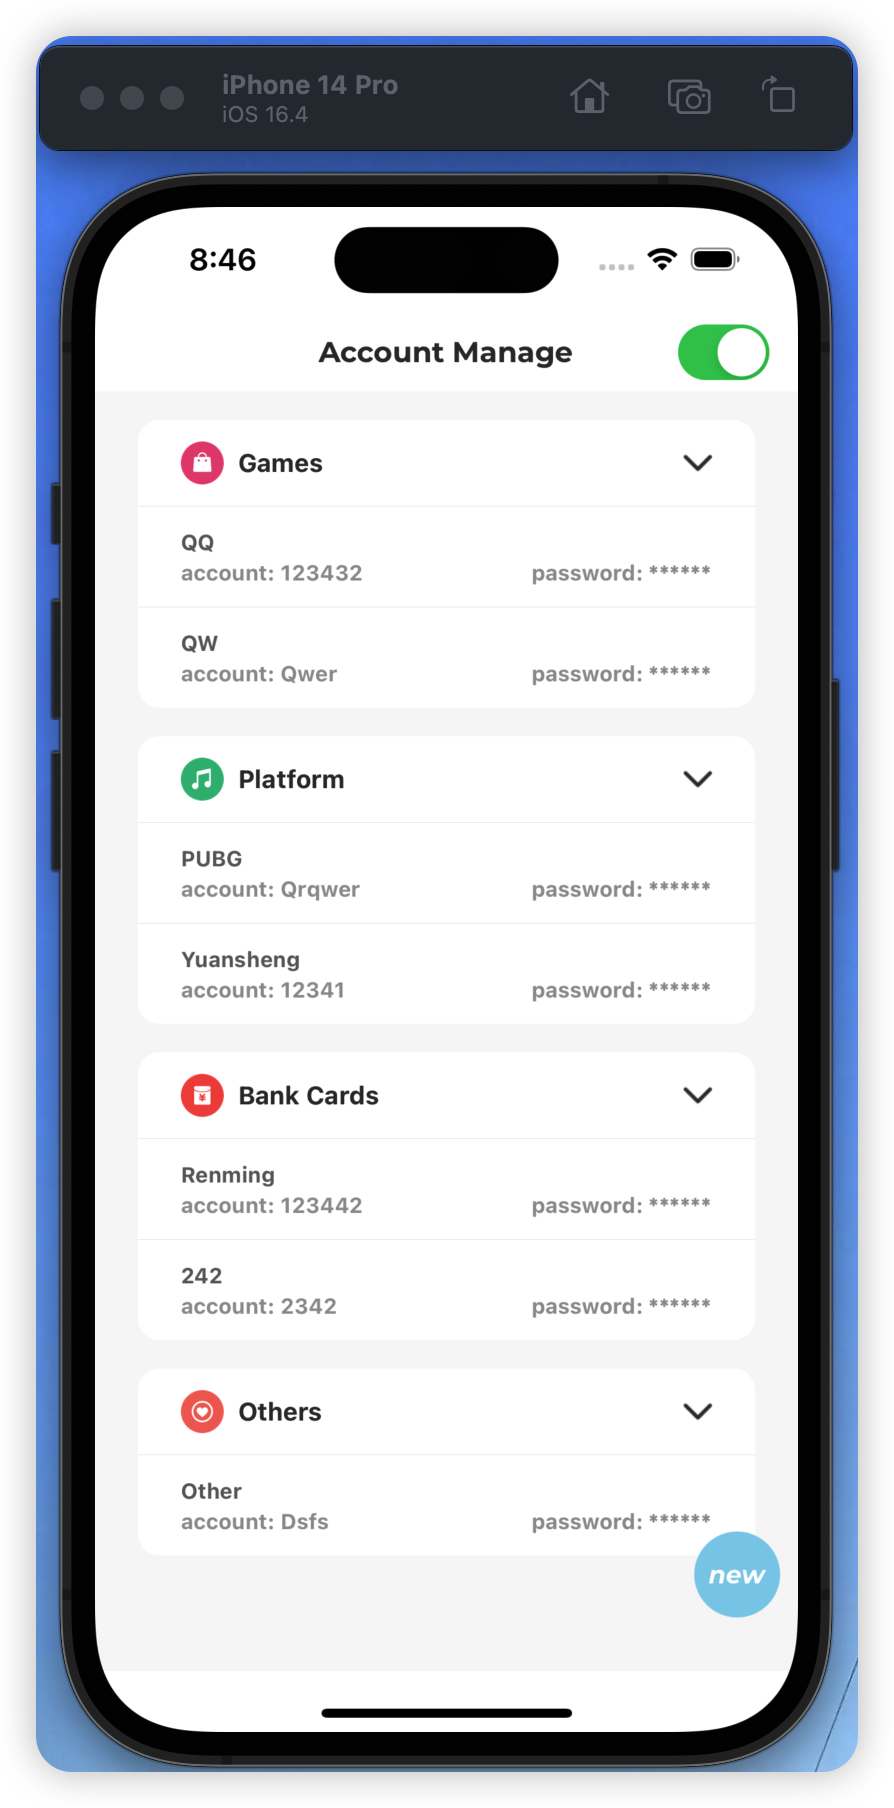 iPhone 14 Pro
iOS 16.4
8:46
Account Manage
Games
QQ
account: 123432 password: ******
QW
account: Qwer password: ******
Platform
PUBG
account: Qrqwer password: ******
Yuansheng
account: 12341 password: ******
¥ Bank Cards
Renming
account: 123442 password: ******
242
account: 2342 password: ******
Others
Other
account: Dsfs password: ******
new